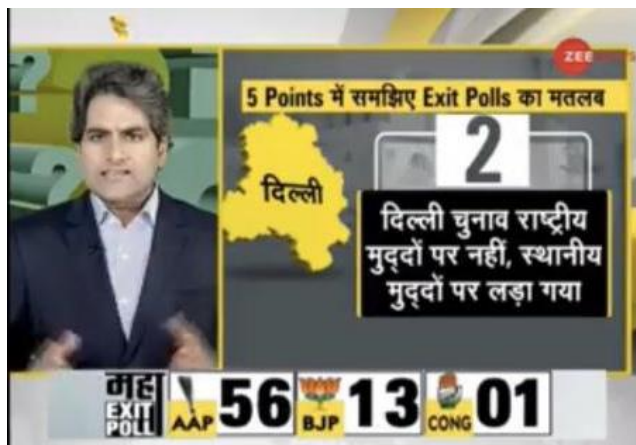 ZEE
5 Points में समझिए Exit Polls का मतलब
2
दिल्ली
दिल्ली चुनाव राष्ट्रीय
मुद्दों पर नहीं, स्थानीय
मुद्दों पर लड़ा गया
महा
EXIT
POLL
AAP 56 BJP 13 CONG 01